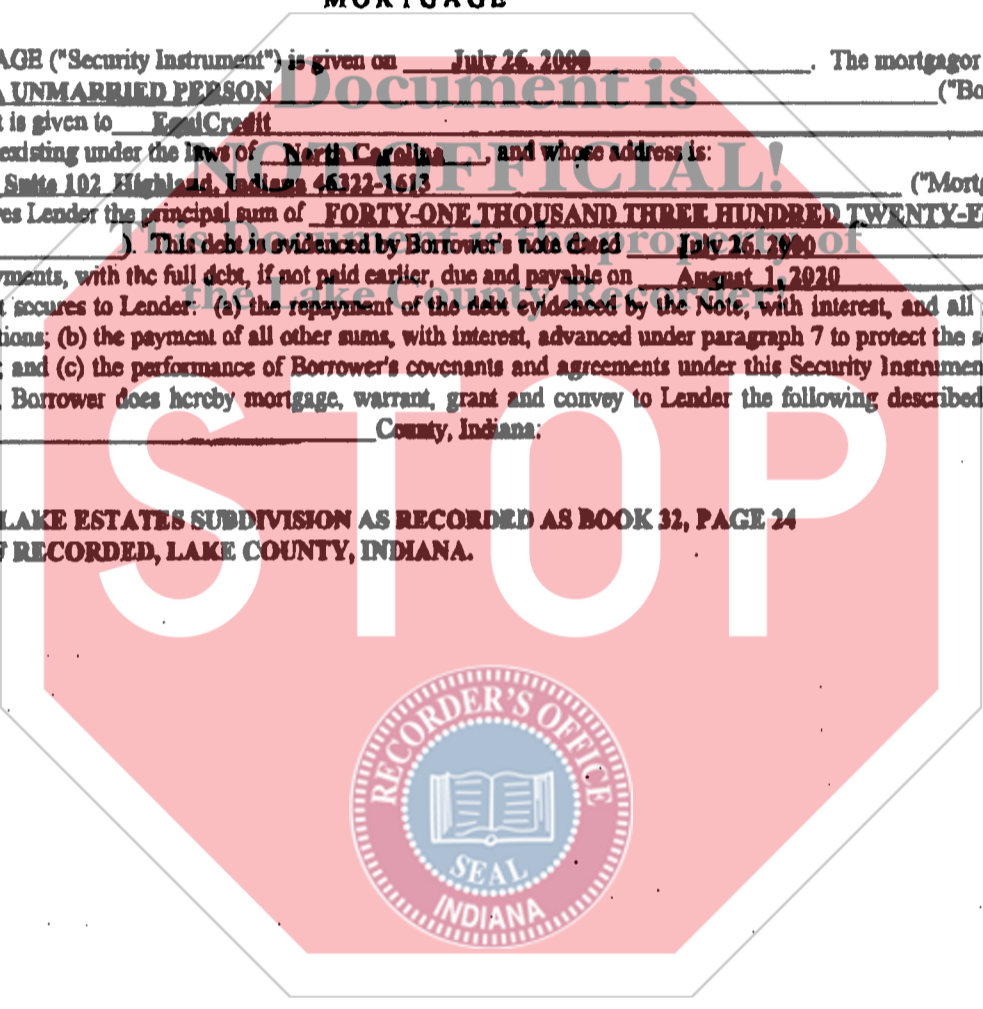 MORTGAGE
AGE ("Security Instrument") is given on July 26, 2000 . The mortgagor
A UNMARRIED PERSON ("Bo
t is given to EquiCredit
existing under the laws of North Carolina , and whose address is:
Suite 102 Highland, Indiana 46322-1613 ("Mortg
es Lender the principal sum of FORTY-ONE THOUSAND THREE HUNDRED TWENTY-F
). This debt is evidenced by Borrower's note dated July 26, 2000
yments, with the full debt, if not paid earlier, due and payable on August 1, 2020
t secures to Lender: (a) the repayment of the debt evidenced by the Note, with interest, and all
ions; (b) the payment of all other sums, with interest, advanced under paragraph 7 to protect the s
; and (c) the performance of Borrower's covenants and agreements under this Security Instrumen
Borrower does hereby mortgage, warrant, grant and convey to Lender the following described
County, Indiana:
LAKE ESTATES SUBDIVISION AS RECORDED AS BOOK 32, PAGE 24
F RECORDED, LAKE COUNTY, INDIANA.
Document is
NOT OFFICIAL!
This Document is the property of
the Lake County Recorder!
STOP
RECORDER'S OFFICE
SEAL
INDIANA